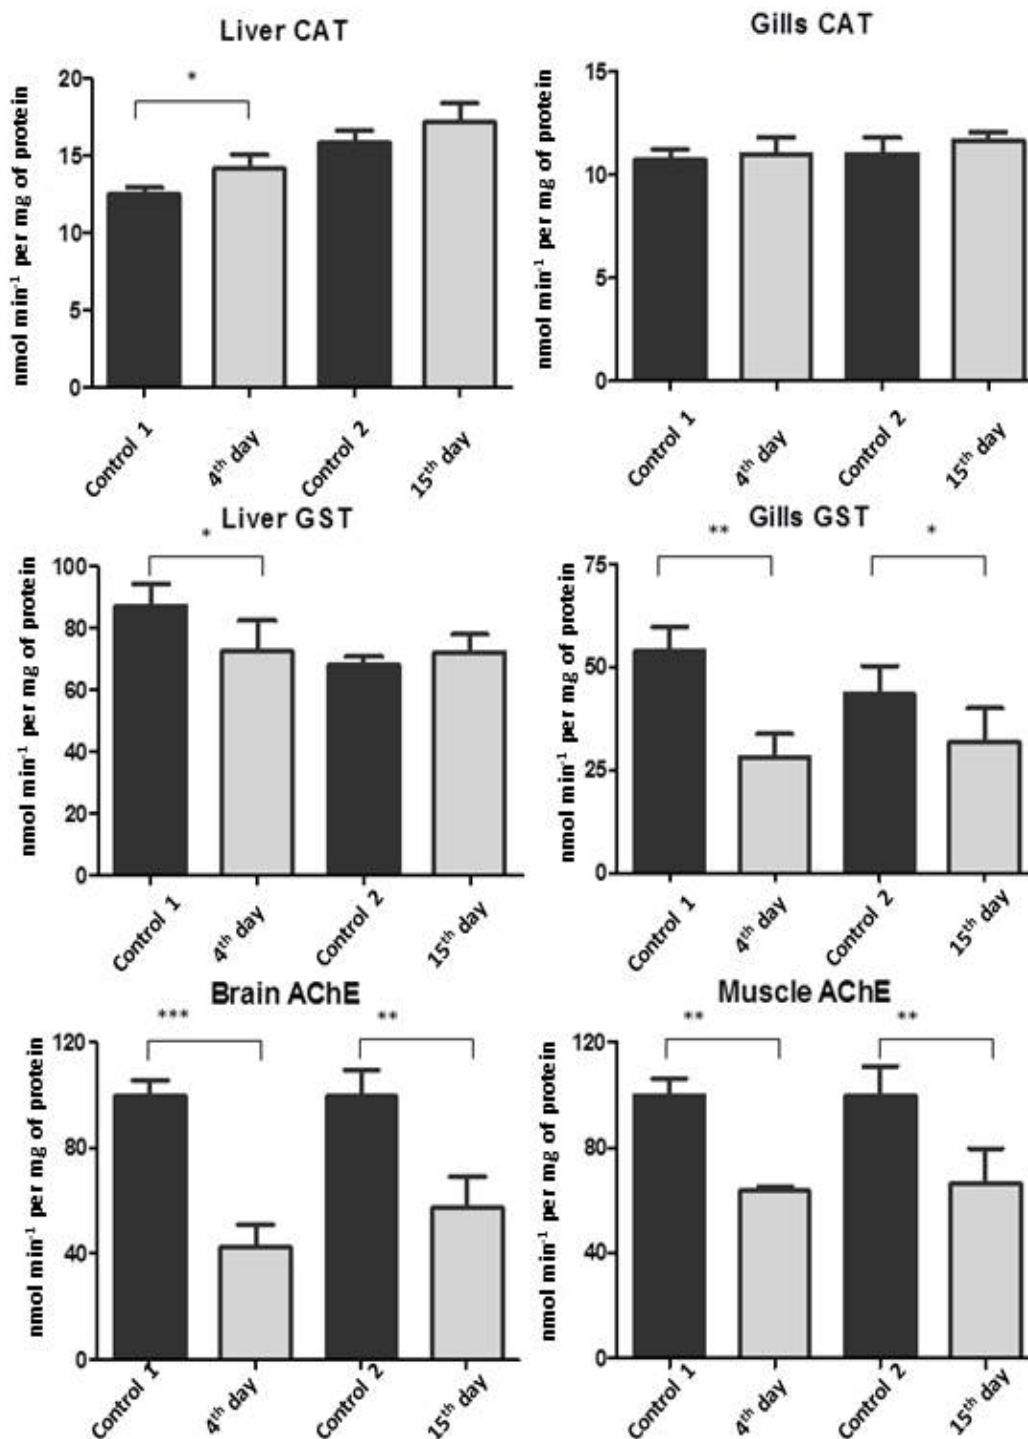 Liver CAT
*
nmol min⁻¹ per mg of protein
20
15
10
5
0
Control 1
4ᵗʰ day
Control 2
15ᵗʰ day
Gills CAT
nmol min⁻¹ per mg of protein
15
10
5
0
Control 1
4ᵗʰ day
Control 2
15ᵗʰ day
Liver GST
*
nmol min⁻¹ per mg of protein
100
80
60
40
20
0
Control 1
4ᵗʰ day
Control 2
15ᵗʰ day
Gills GST
**
*
nmol min⁻¹ per mg of protein
75
50
25
0
Control 1
4ᵗʰ day
Control 2
15ᵗʰ day
Brain AChE
***
**
nmol min⁻¹ per mg of protein
120
80
40
0
Control 1
4ᵗʰ day
Control 2
15ᵗʰ day
Muscle AChE
**
**
nmol min⁻¹ per mg of protein
120
80
40
0
Control 1
4ᵗʰ day
Control 2
15ᵗʰ day